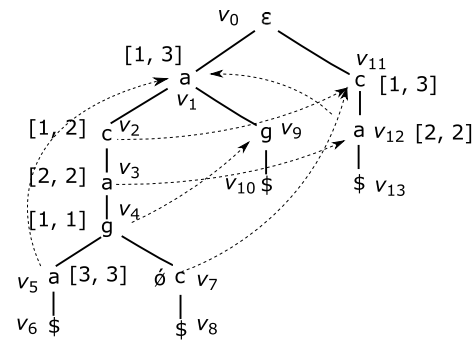 v0 ε
[1, 3] v11
a c [1, 3]
v1
[1, 2] c v2 g v9 a v12 [2, 2]
[2, 2] a v3
v10 $ $ v13
[1, 1] g v4
v5 a [3, 3] ǿ c v7
v6 $ $ v8